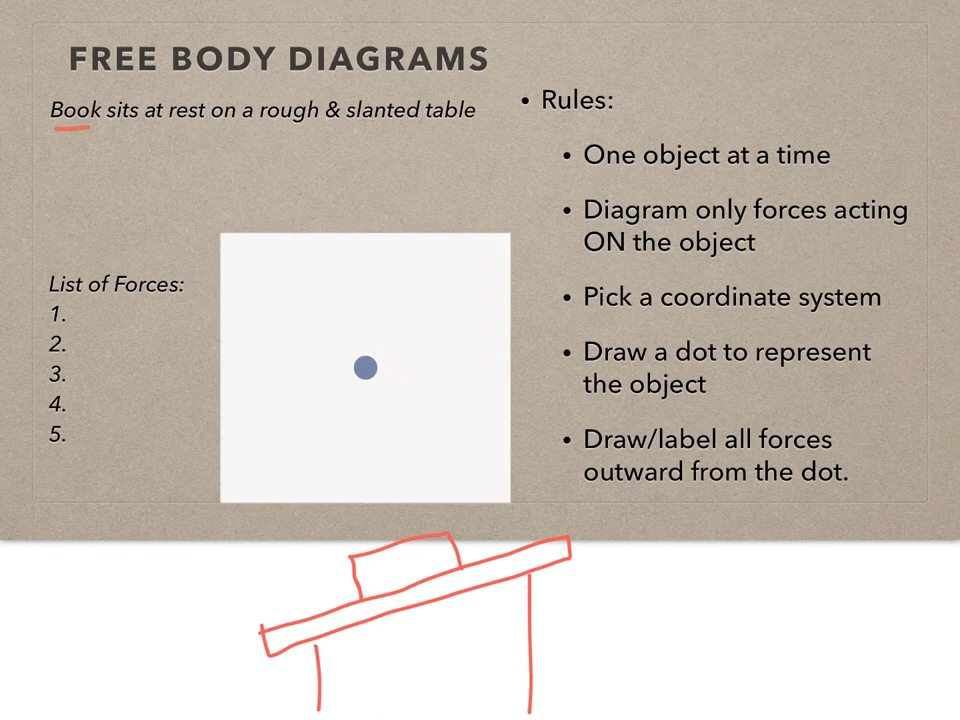 FREE BODY DIAGRAMS
Book sits at rest on a rough & slanted table
List of Forces:
1.
2.
3.
4.
5.
• Rules:
• One object at a time
• Diagram only forces acting
ON the object
• Pick a coordinate system
• Draw a dot to represent
the object
• Draw/label all forces
outward from the dot.